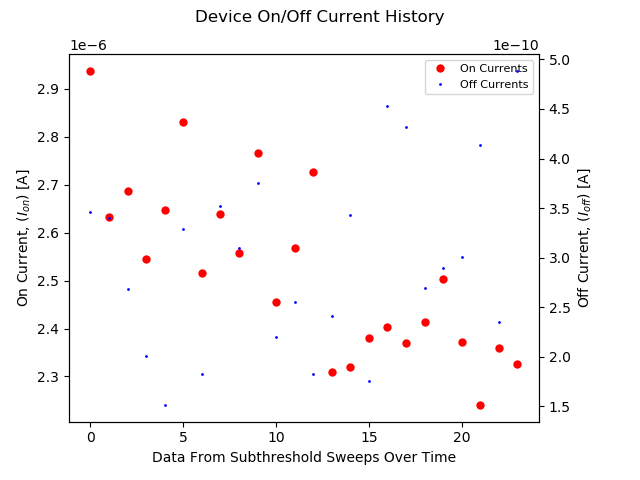 Device On/Off Current History
1e−6
1e−10
On Currents
Off Currents
2.9
2.8
2.7
2.6
2.5
2.4
2.3
On Current, ⟨I_on⟩ [A]
5.0
4.5
4.0
3.5
3.0
2.5
2.0
1.5
Off Current, ⟨I_off⟩ [A]
0 5 10 15 20
Data From Subthreshold Sweeps Over Time